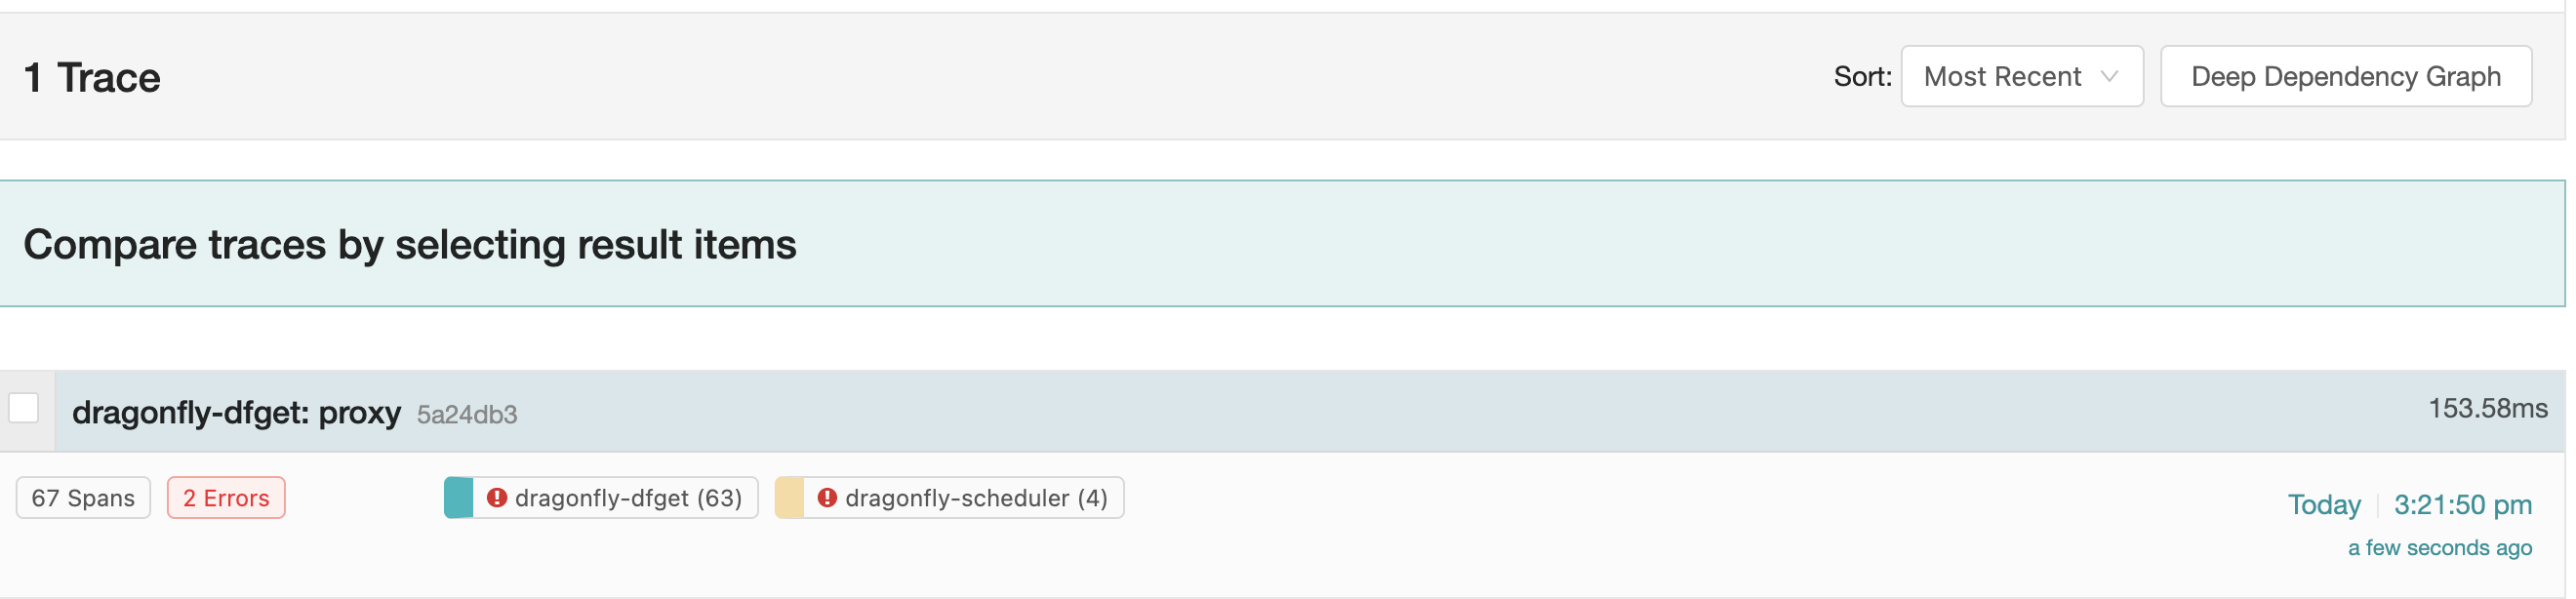 1 Trace
Sort: Most Recent Deep Dependency Graph
Compare traces by selecting result items
dragonfly-dfget: proxy 5a24db3 153.58ms
67 Spans 2 Errors dragonfly-dfget (63) dragonfly-scheduler (4) Today 3:21:50 pm
a few seconds ago